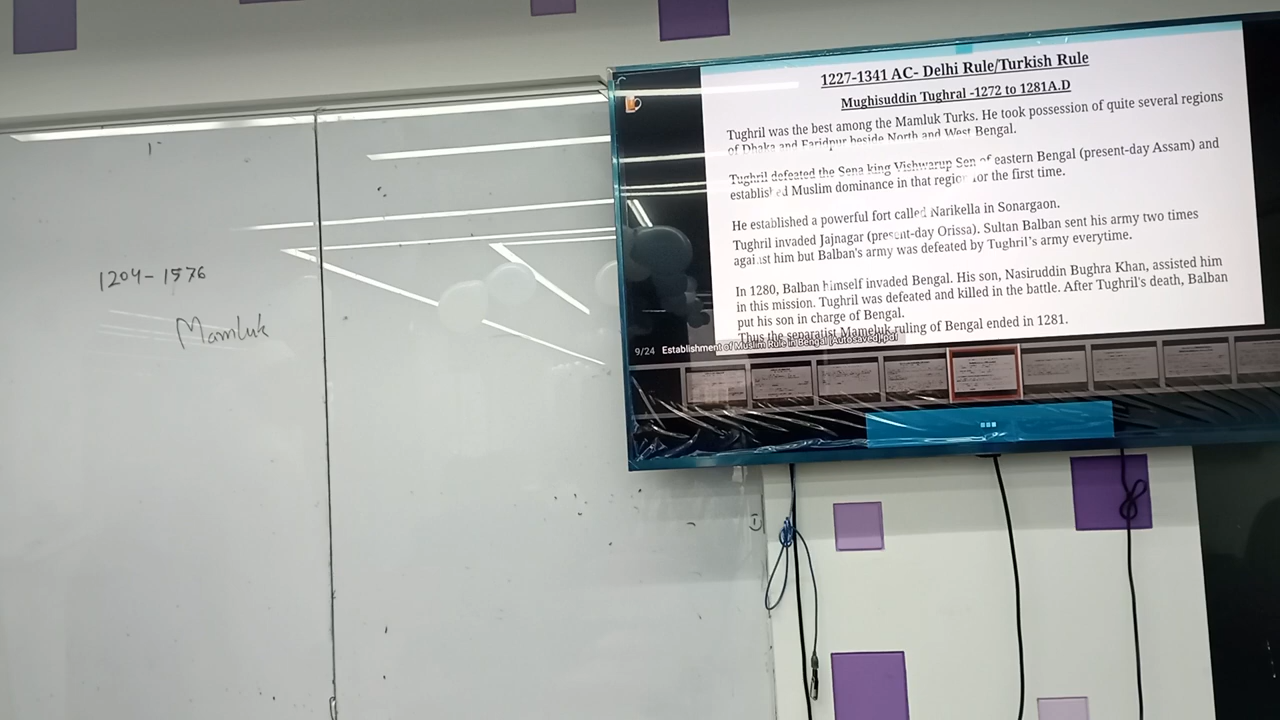 1204-1576
Mamluk
1227-1341 AC- Delhi Rule/Turkish Rule
Mughisuddin Tughral -1272 to 1281A.D
Tughril was the best among the Mamluk Turks. He took possession of quite several regions
of Dhaka and Faridpur beside North and West Bengal.
Tughril defeated the Sena king Vishwarup Sen of eastern Bengal (present-day Assam) and
established Muslim dominance in that region for the first time.
He established a powerful fort called Narikella in Sonargaon.
Tughril invaded Jajnagar (present-day Orissa). Sultan Balban sent his army two times
against him but Balban's army was defeated by Tughril's army everytime.
In 1280, Balban himself invaded Bengal. His son, Nasiruddin Bughra Khan, assisted him
in this mission. Tughril was defeated and killed in the battle. After Tughril's death, Balban
put his son in charge of Bengal.
Thus the separatist Mameluk ruling of Bengal ended in 1281.
9/24 Establishment of Muslim Rule in Bengal [Autosaved].pdf